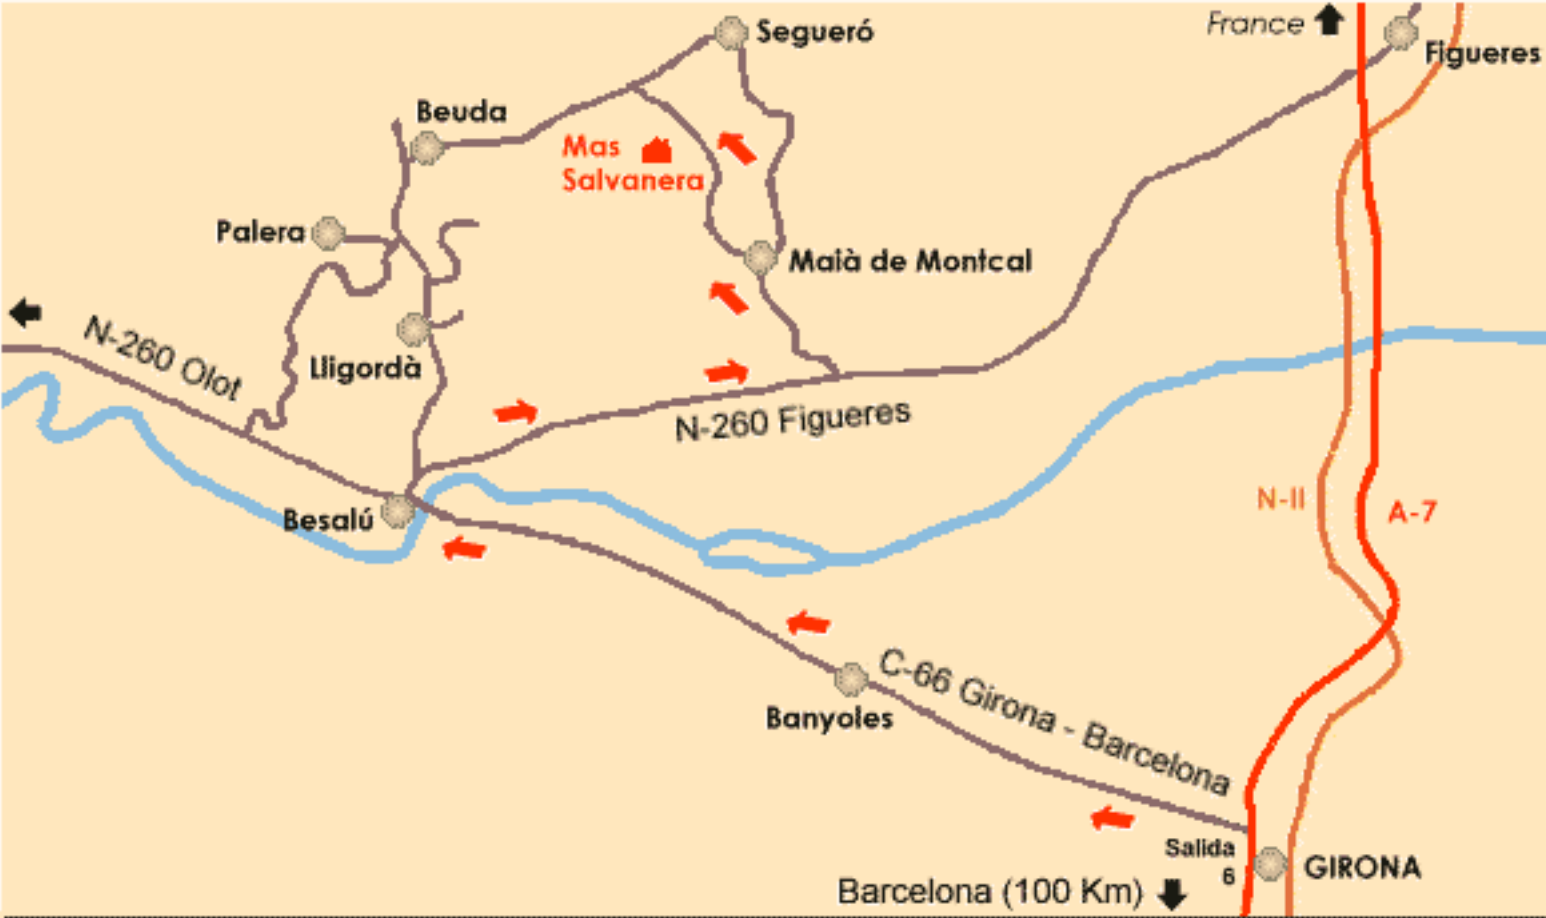 France
Figueres
Segueró
Beuda
Mas
Salvanera
Palera
Maià de Montcal
N-260 Olot
Lligordà
N-260 Figueres
Besalú
N-II
A-7
C-66 Girona - Barcelona
Banyoles
Salida
6
GIRONA
Barcelona (100 Km)